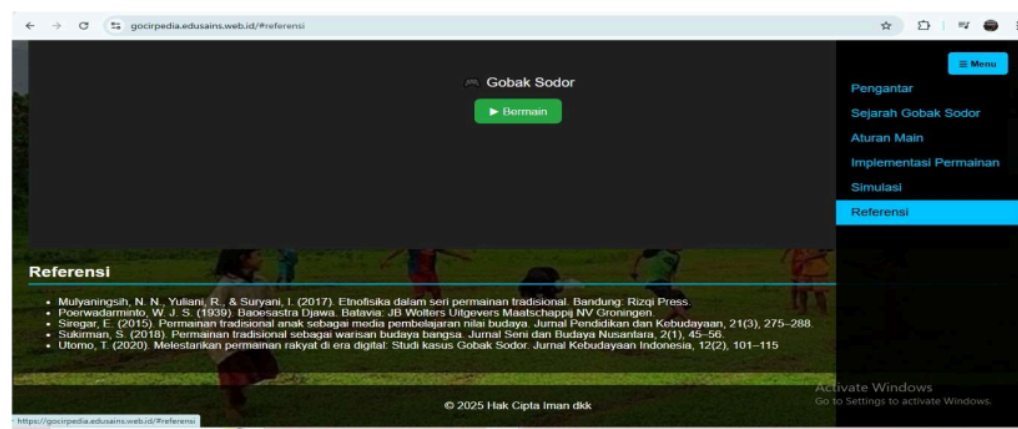 gocirpedia.edusains.web.id/#referensi
Gobak Sodor
▶ Bermain
≡ Menu
Pengantar
Sejarah Gobak Sodor
Aturan Main
Implementasi Permainan
Simulasi
Referensi
Referensi
• Mulyaningsih, N. N., Yuliani, R., & Suryani, I. (2017). Etnofisika dalam seri permainan tradisional. Bandung: Rizqi Press.
• Poerwadarminto, W. J. S. (1939). Baoesastra Djawa. Batavia: JB Wolters Uitgevers Maatschappij NV Groningen.
• Siregar, E. (2015). Permainan tradisional anak sebagai media pembelajaran nilai budaya. Jurnal Pendidikan dan Kebudayaan, 21(3), 275–288.
• Sukirman, S. (2018). Permainan tradisional sebagai warisan budaya bangsa. Jurnal Seni dan Budaya Nusantara, 2(1), 45–56.
• Utomo, T. (2020). Melestarikan permainan rakyat di era digital: Studi kasus Gobak Sodor. Jurnal Kebudayaan Indonesia, 12(2), 101–115
© 2025 Hak Cipta Iman dkk
Activate Windows
Go to Settings to activate Windows.
https://gocirpedia.edusains.web.id/#referensi